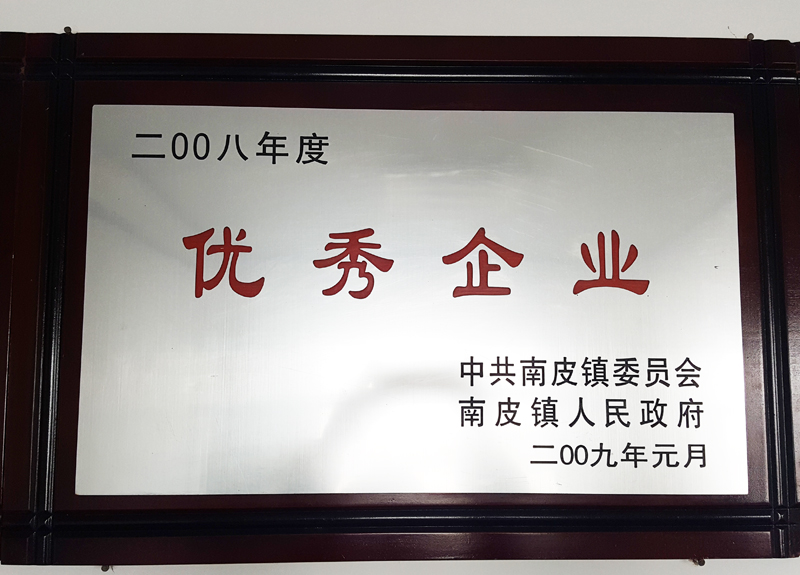 二00八年度
优秀企业
中共南皮镇委员会
南皮镇人民政府
二00九年元月